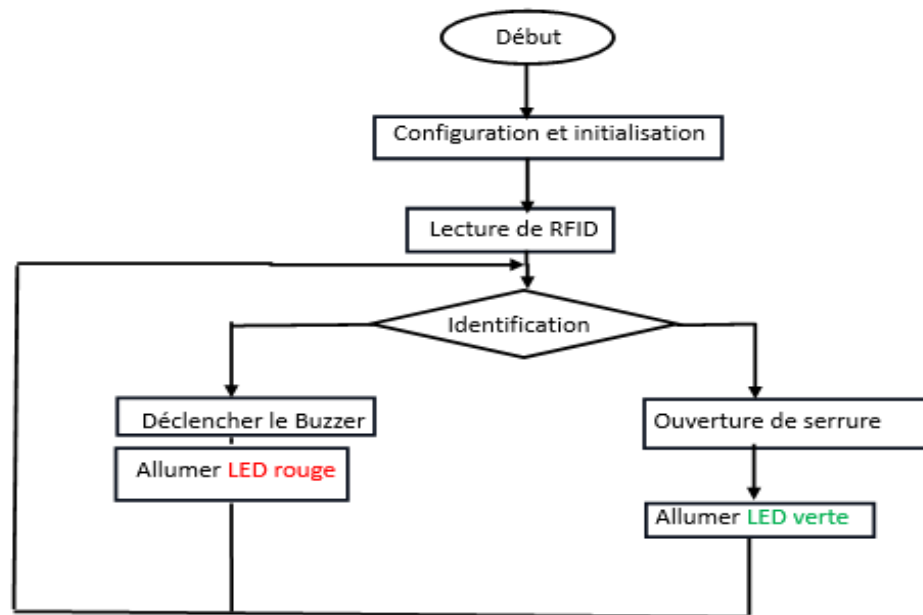 Début
Configuration et initialisation
Lecture de RFID
Identification
Déclencher le Buzzer
Allumer LED rouge
Ouverture de serrure
Allumer LED verte